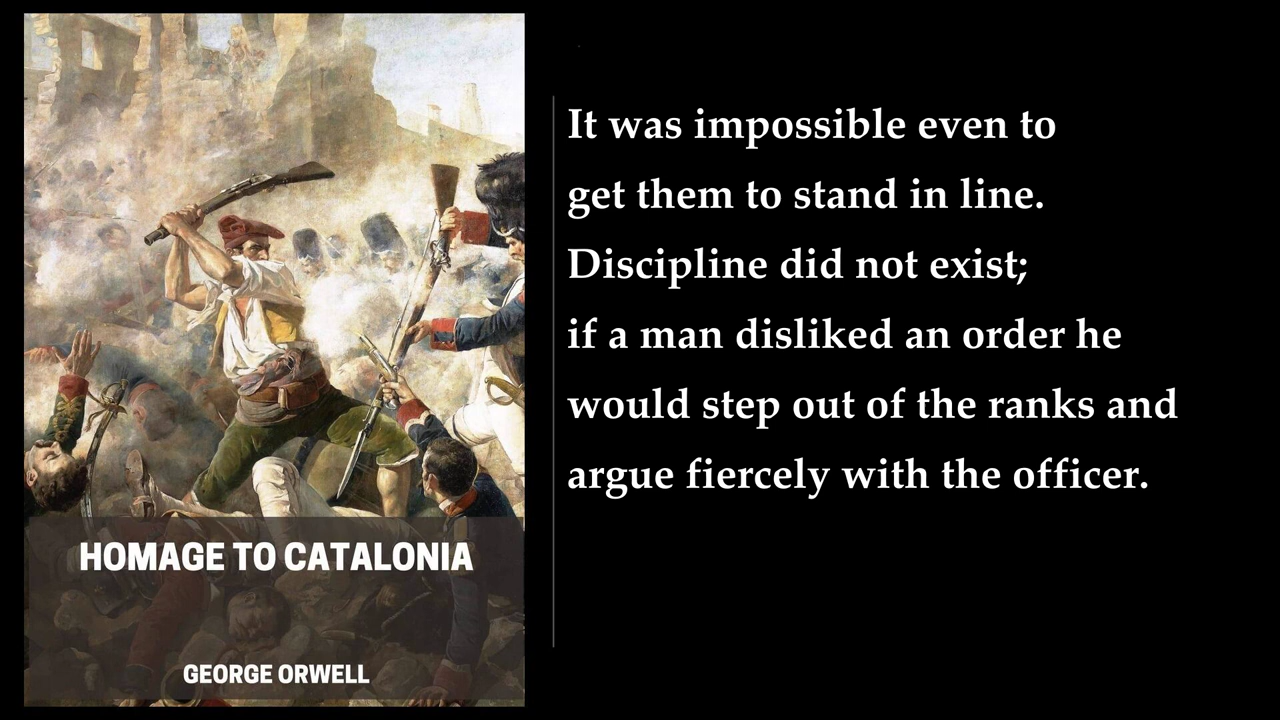 It was impossible even to
get them to stand in line.
Discipline did not exist;
if a man disliked an order he
would step out of the ranks and
argue fiercely with the officer.
HOMAGE TO CATALONIA
GEORGE ORWELL